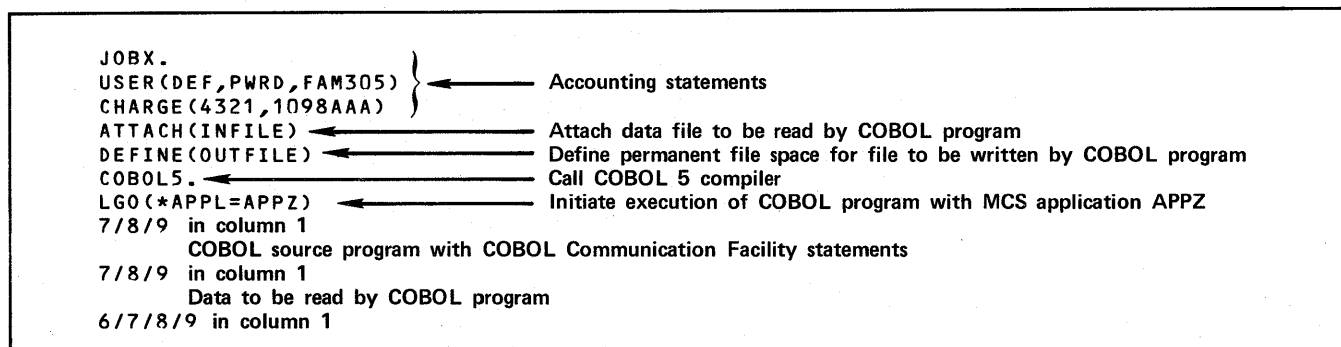 JOBX.
USER(DEF,PWRD,FAM305) Accounting statements
CHARGE(4321,1098AAA)
ATTACH(INFILE) Attach data file to be read by COBOL program
DEFINE(OUTFILE) Define permanent file space for file to be written by COBOL program
COBOL5. Call COBOL 5 compiler
LGO(*APPL=APPZ) Initiate execution of COBOL program with MCS application APPZ
7/8/9 in column 1
COBOL source program with COBOL Communication Facility statements
7/8/9 in column 1
Data to be read by COBOL program
6/7/8/9 in column 1